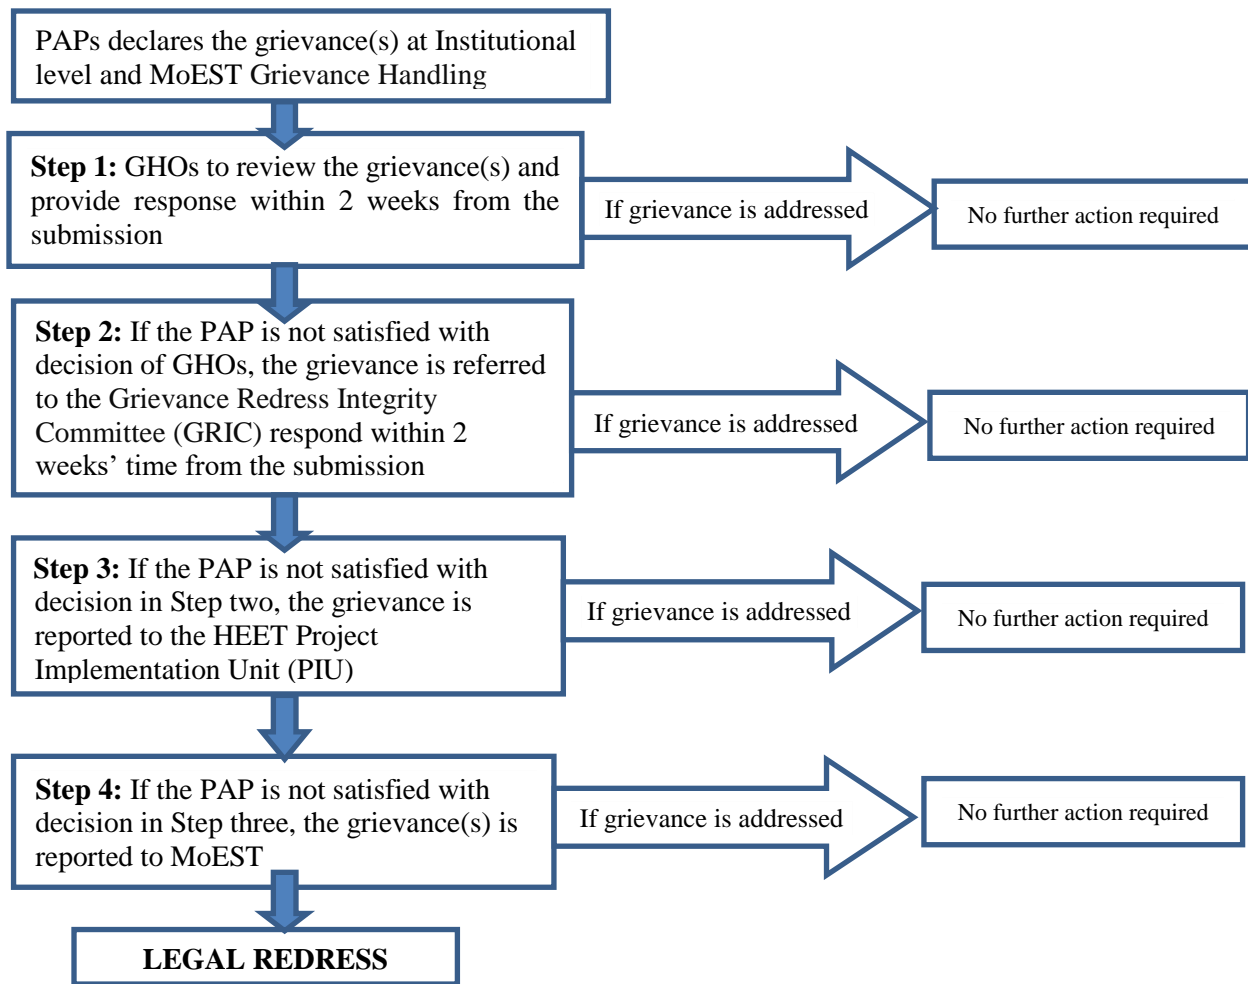 PAPs declares the grievance(s) at Institutional
level and MoEST Grievance Handling
Step 1: GHOs to review the grievance(s) and
provide response within 2 weeks from the
submission
If grievance is addressed
No further action required
Step 2: If the PAP is not satisfied with
decision of GHOs, the grievance is referred
to the Grievance Redress Integrity
Committee (GRIC) respond within 2
weeks’ time from the submission
If grievance is addressed
No further action required
Step 3: If the PAP is not satisfied with
decision in Step two, the grievance is
reported to the HEET Project
Implementation Unit (PIU)
If grievance is addressed
No further action required
Step 4: If the PAP is not satisfied with
decision in Step three, the grievance(s) is
reported to MoEST
If grievance is addressed
No further action required
LEGAL REDRESS